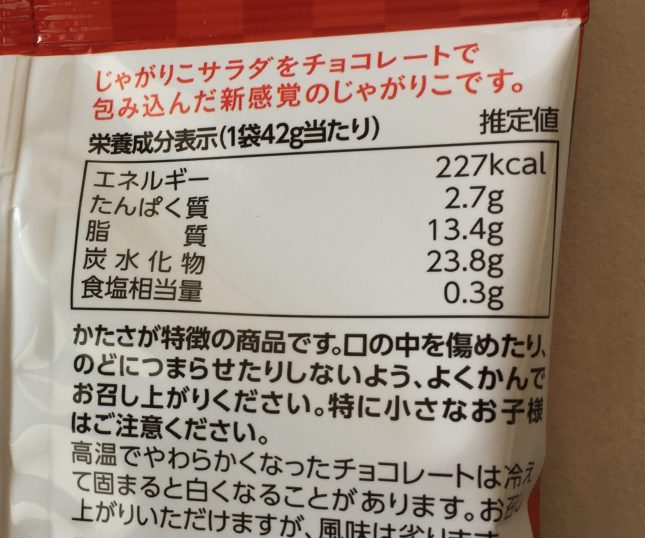 じゃがりこサラダをチョコレートで
包み込んだ新感覚のじゃがりこです。
栄養成分表示(1袋42g当たり) 推定値
エネルギー 227kcal
たんぱく質 2.7g
脂質 13.4g
炭水化物 23.8g
食塩相当量 0.3g
かたさが特徴の商品です。口の中を傷めたり、
のどにつまらせたりしないよう、よくかんで
お召し上がりください。特に小さなお子様
はご注意ください。
高温でやわらかくなったチョコレートは冷え
て固まると白くなることがあります。お召し
上がりいただけますが、風味は劣ります